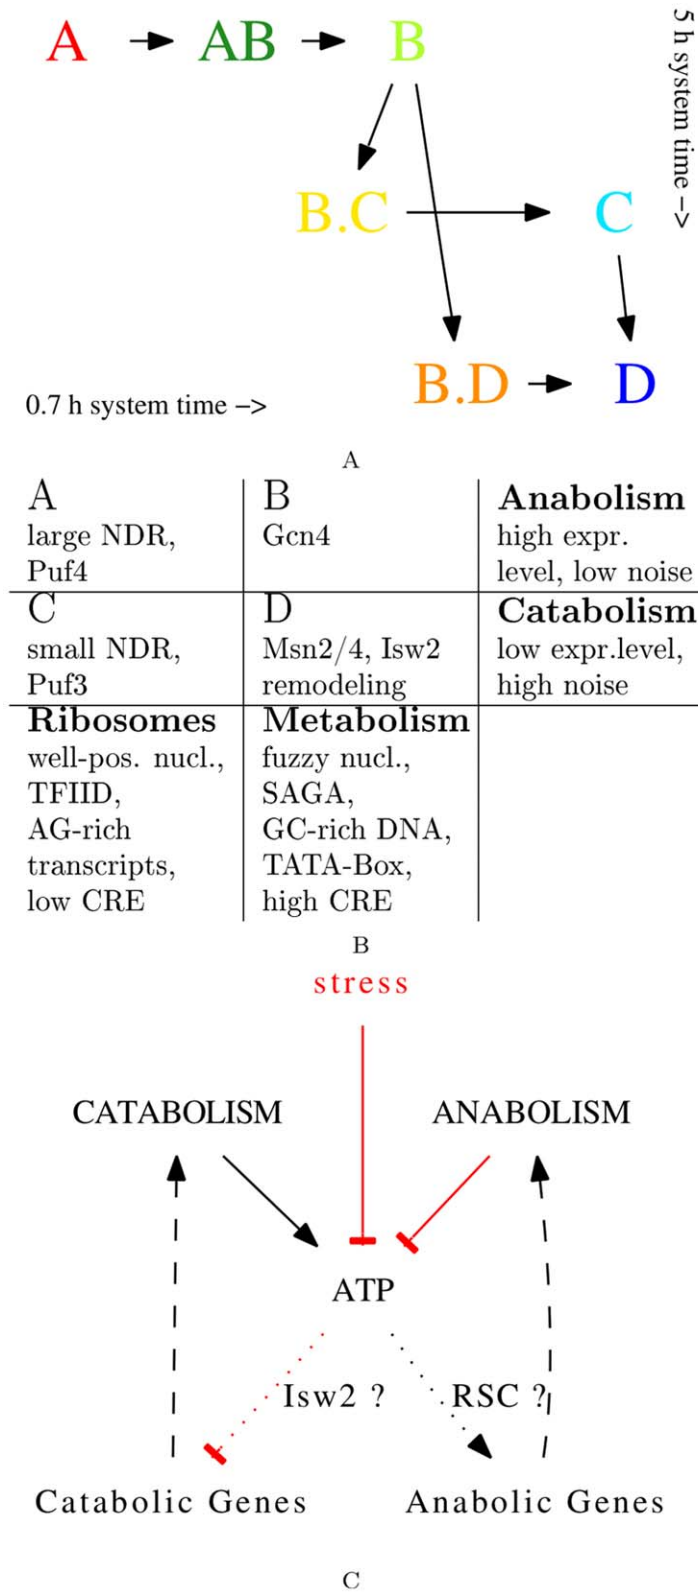 A AB B
5 h system time –>
B.C C
B.D D
0.7 h system time –>
A
A
large NDR,
Puf4
B
Gcn4
Anabolism
high expr.
level, low noise
C
small NDR,
Puf3
D
Msn2/4, Isw2
remodeling
Catabolism
low expr.level,
high noise
Ribosomes
well-pos. nucl.,
TFIID,
AG-rich
transcripts,
low CRE
Metabolism
fuzzy nucl.,
SAGA,
GC-rich DNA,
TATA-Box,
high CRE
B
stress
CATABOLISM ANABOLISM
ATP
Isw2 ? RSC ?
Catabolic Genes Anabolic Genes
C